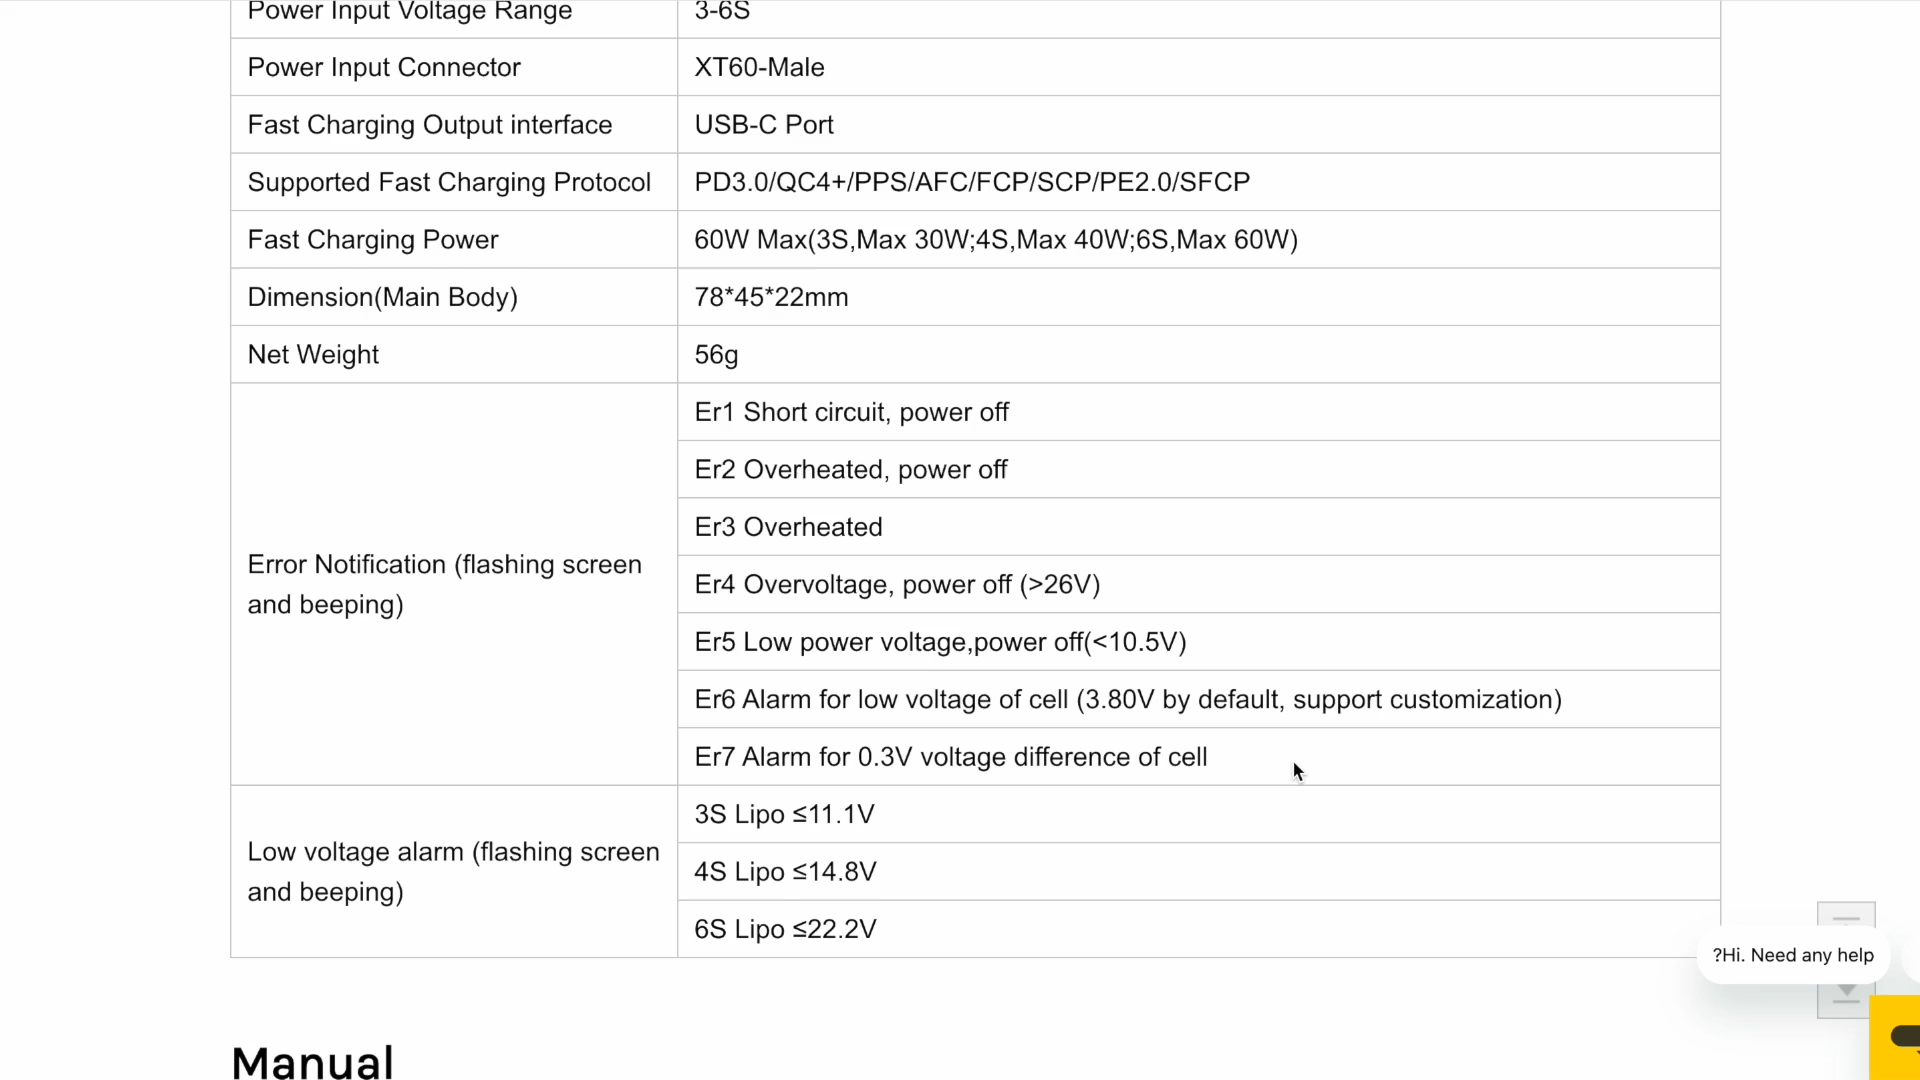 Power Input Voltage Range
3-6S
Power Input Connector
XT60-Male
Fast Charging Output interface
USB-C Port
Supported Fast Charging Protocol
PD3.0/QC4+/PPS/AFC/FCP/SCP/PE2.0/SFCP
Fast Charging Power
60W Max(3S,Max 30W;4S,Max 40W;6S,Max 60W)
Dimension(Main Body)
78*45*22mm
Net Weight
56g
Error Notification (flashing screen
and beeping)
Er1 Short circuit, power off
Er2 Overheated, power off
Er3 Overheated
Er4 Overvoltage, power off (>26V)
Er5 Low power voltage,power off(<10.5V)
Er6 Alarm for low voltage of cell (3.80V by default, support customization)
Er7 Alarm for 0.3V voltage difference of cell
Low voltage alarm (flashing screen
and beeping)
3S Lipo ≤11.1V
4S Lipo ≤14.8V
6S Lipo ≤22.2V
?Hi. Need any help
Manual